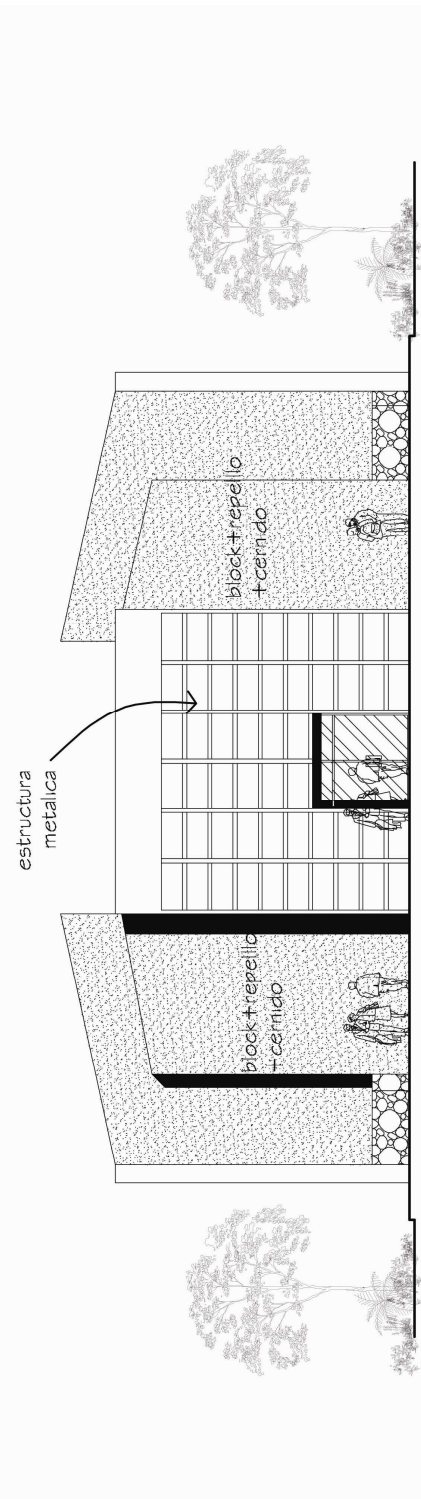 estructura
metalica
block+repello
+cernido
block+repello
+cernido